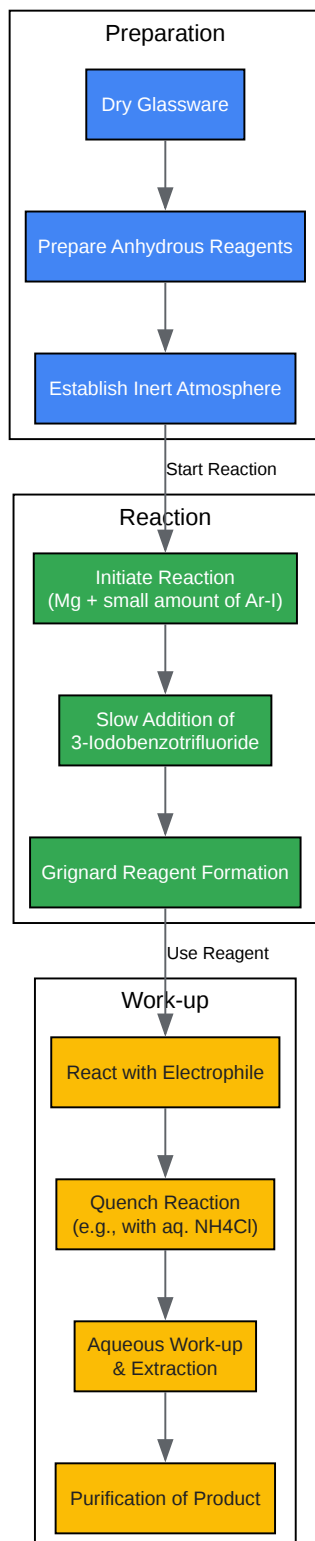 Preparation
Dry Glassware
Prepare Anhydrous Reagents
Establish Inert Atmosphere
Start Reaction
Reaction
Initiate Reaction
(Mg + small amount of Ar-I)
Slow Addition of
3-Iodobenzotrifluoride
Grignard Reagent Formation
Use Reagent
Work-up
React with Electrophile
Quench Reaction
(e.g., with aq. NH4Cl)
Aqueous Work-up
& Extraction
Purification of Product